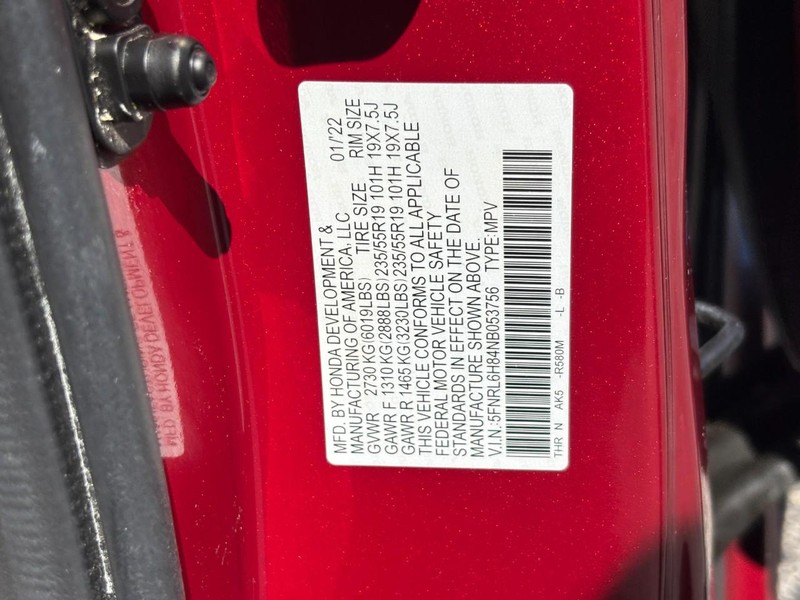 MFD. BY HONDA DEVELOPMENT & 01/'22
MANUFACTURING OF AMERICA, LLC
GVWR 2730 KG(6019LBS) TIRE SIZE RIM SIZE
GAWR F 1310 KG(2888LBS)235/55R19 101H 19X7.5J
GAWR R 1465 KG(3230LBS)235/55R19 101H 19X7.5J
THIS VEHICLE CONFORMS TO ALL APPLICABLE
FEDERAL MOTOR VEHICLE SAFETY
STANDARDS IN EFFECT ON THE DATE OF
MANUFACTURE SHOWN ABOVE.
V.I.N.:5FNRL6H84NB053756 TYPE:MPV
THR N AK5 -R580M -L -B